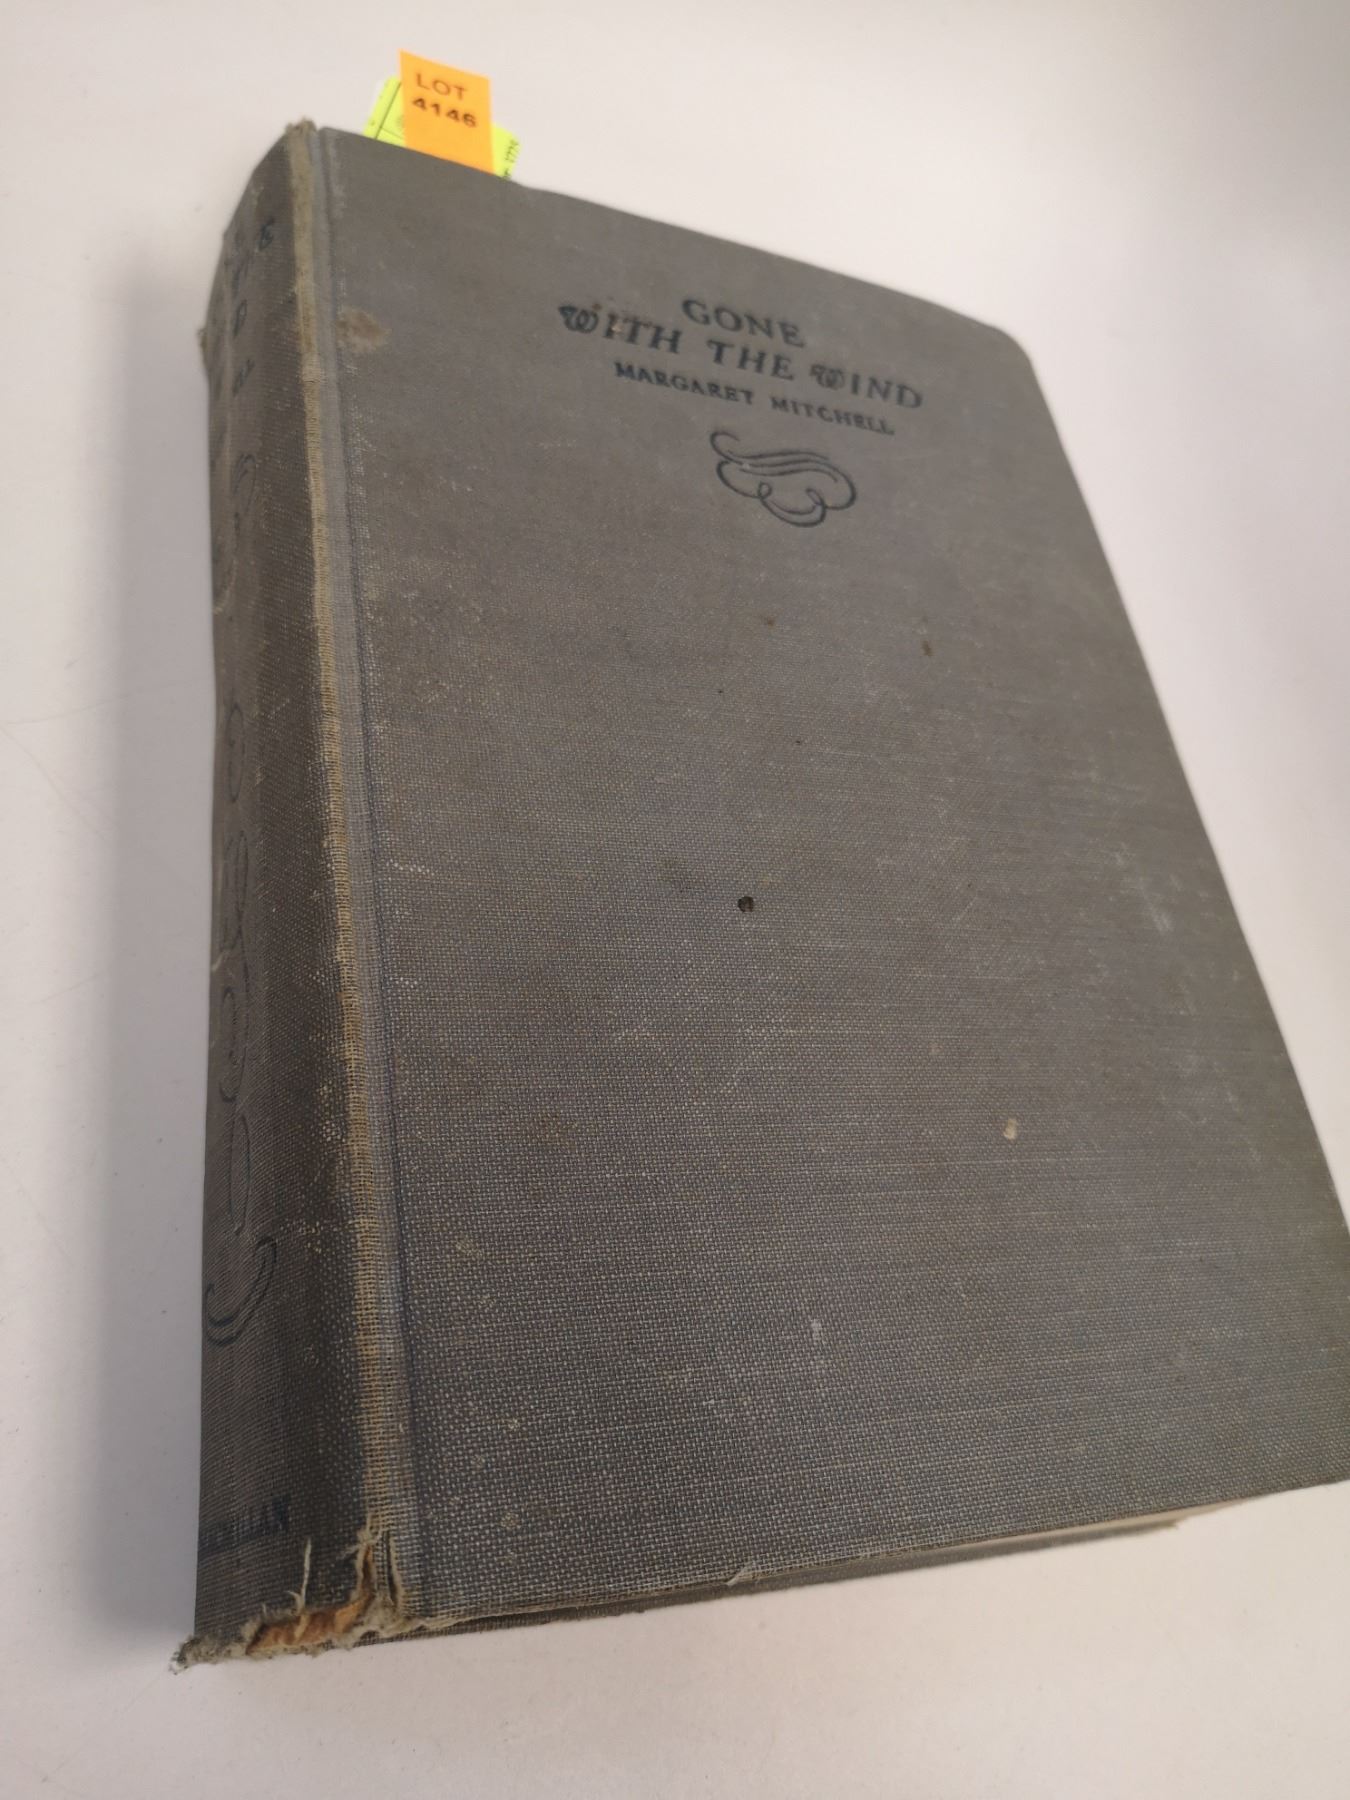 LOT
4146
GONE
WITH THE WIND
MARGARET MITCHELL